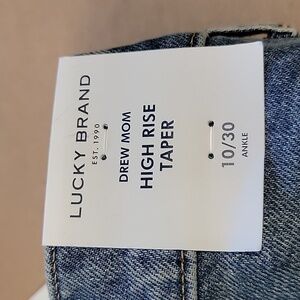 LUCKY BRAND
EST. 1990
DREW MOM
HIGH RISE
TAPER
10/30
ANKLE